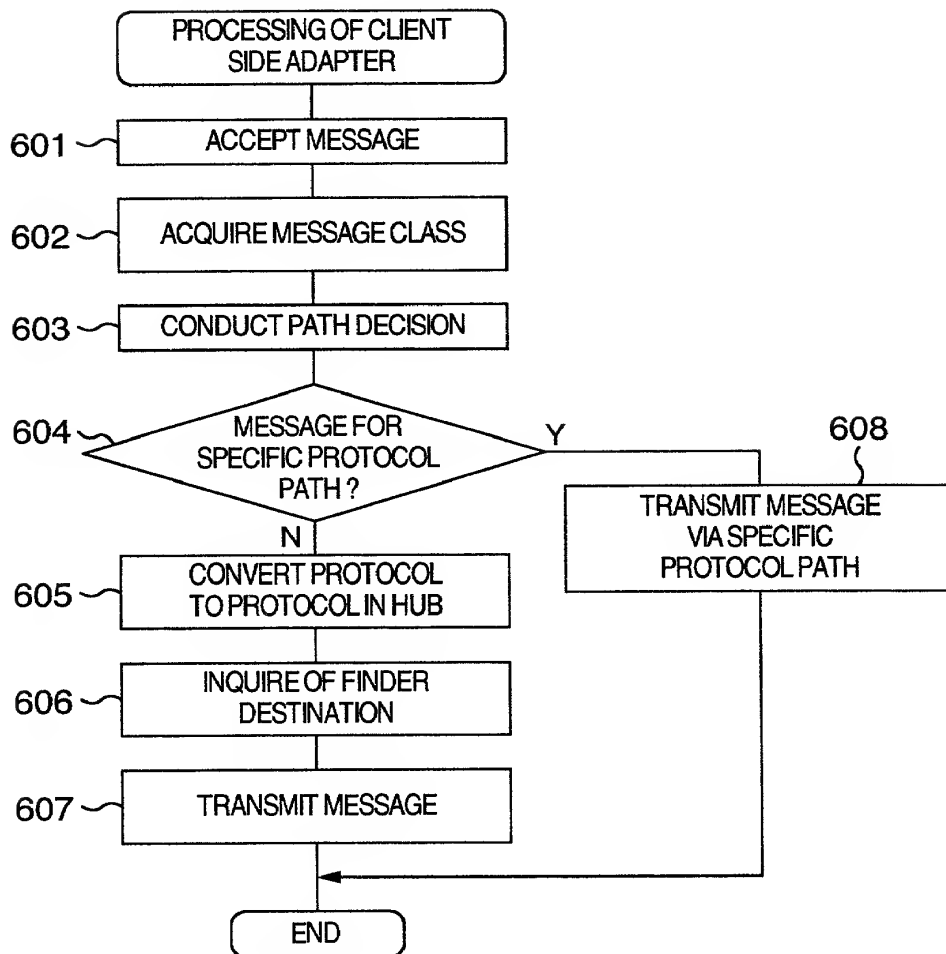 PROCESSING OF CLIENT
SIDE ADAPTER
601
ACCEPT MESSAGE
602
ACQUIRE MESSAGE CLASS
603
CONDUCT PATH DECISION
604
MESSAGE FOR
SPECIFIC PROTOCOL
PATH ?
Y
N
608
TRANSMIT MESSAGE
VIA SPECIFIC
PROTOCOL PATH
605
CONVERT PROTOCOL
TO PROTOCOL IN HUB
606
INQUIRE OF FINDER
DESTINATION
607
TRANSMIT MESSAGE
END